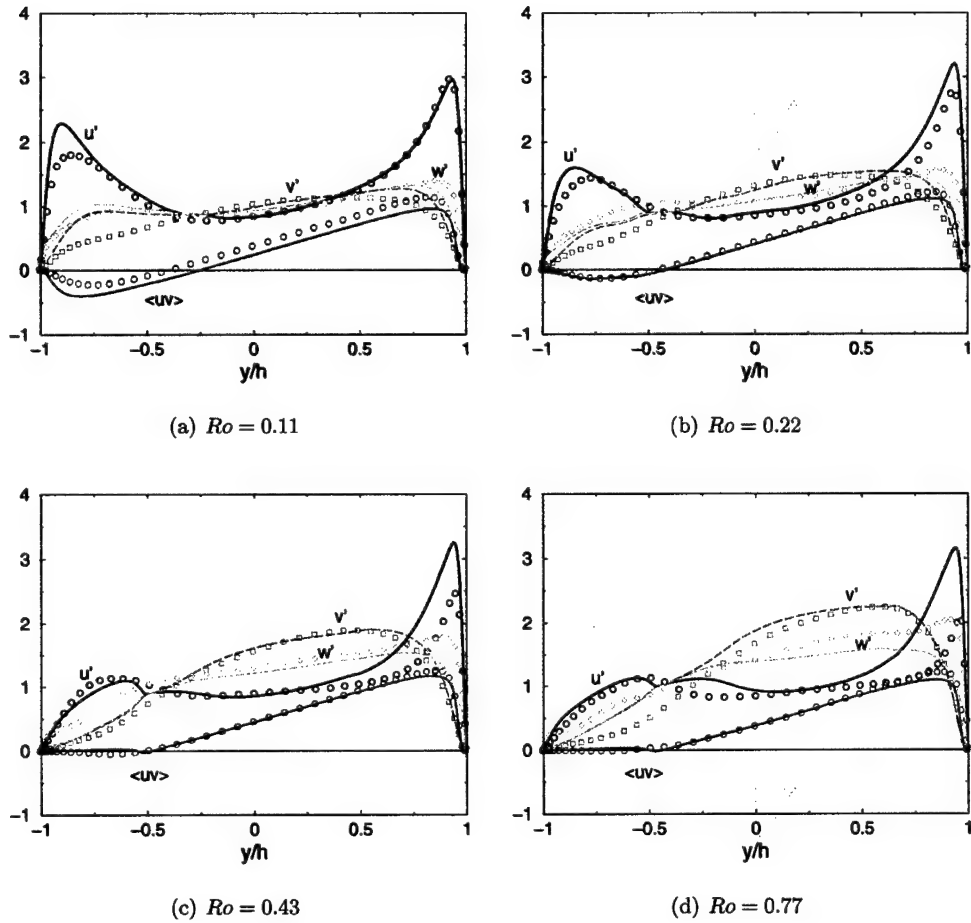 4
3
2
1
0
−1
u'
v'
w'
<uv>
−1
−0.5
0
0.5
1
y/h
(a) Ro = 0.11
4
3
2
1
0
−1
u'
v'
w'
<uv>
−1
−0.5
0
0.5
1
y/h
(b) Ro = 0.22
4
3
2
1
0
−1
u'
v'
w'
<uv>
−1
−0.5
0
0.5
1
y/h
(c) Ro = 0.43
4
3
2
1
0
−1
u'
v'
w'
<uv>
−1
−0.5
0
0.5
1
y/h
(d) Ro = 0.77